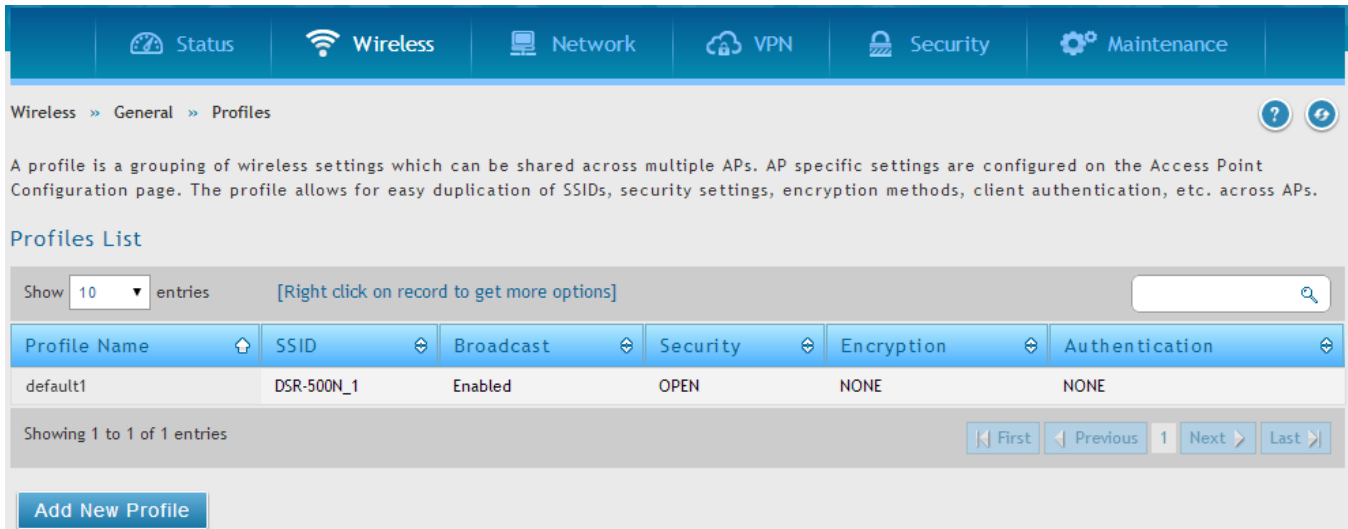 Status Wireless Network VPN Security Maintenance
Wireless » General » Profiles
A profile is a grouping of wireless settings which can be shared across multiple APs. AP specific settings are configured on the Access Point
Configuration page. The profile allows for easy duplication of SSIDs, security settings, encryption methods, client authentication, etc. across APs.
Profiles List
Show 10 entries [Right click on record to get more options]
Profile Name SSID Broadcast Security Encryption Authentication
default1 DSR-500N_1 Enabled OPEN NONE NONE
Showing 1 to 1 of 1 entries First Previous 1 Next Last
Add New Profile